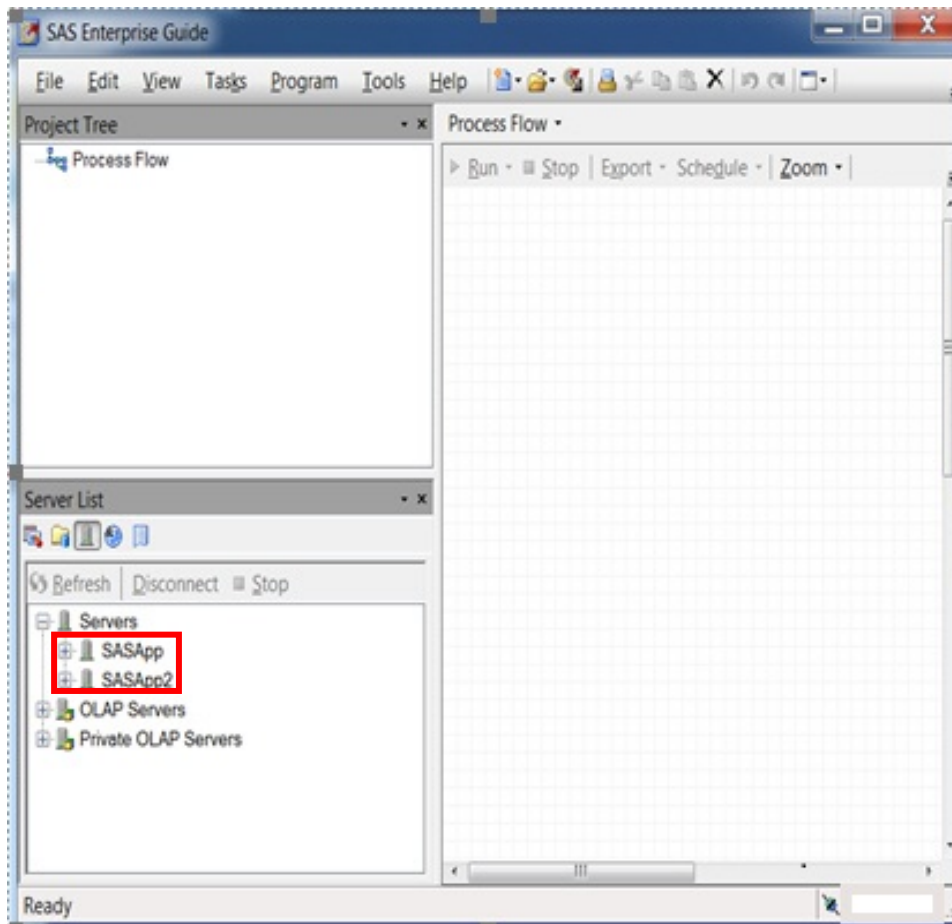 SAS Enterprise Guide
File Edit View Tasks Program Tools Help
Project Tree
Process Flow
Process Flow
Run Stop Export Schedule Zoom
Server List
Refresh Disconnect Stop
Servers
SASApp
SASApp2
OLAP Servers
Private OLAP Servers
Ready